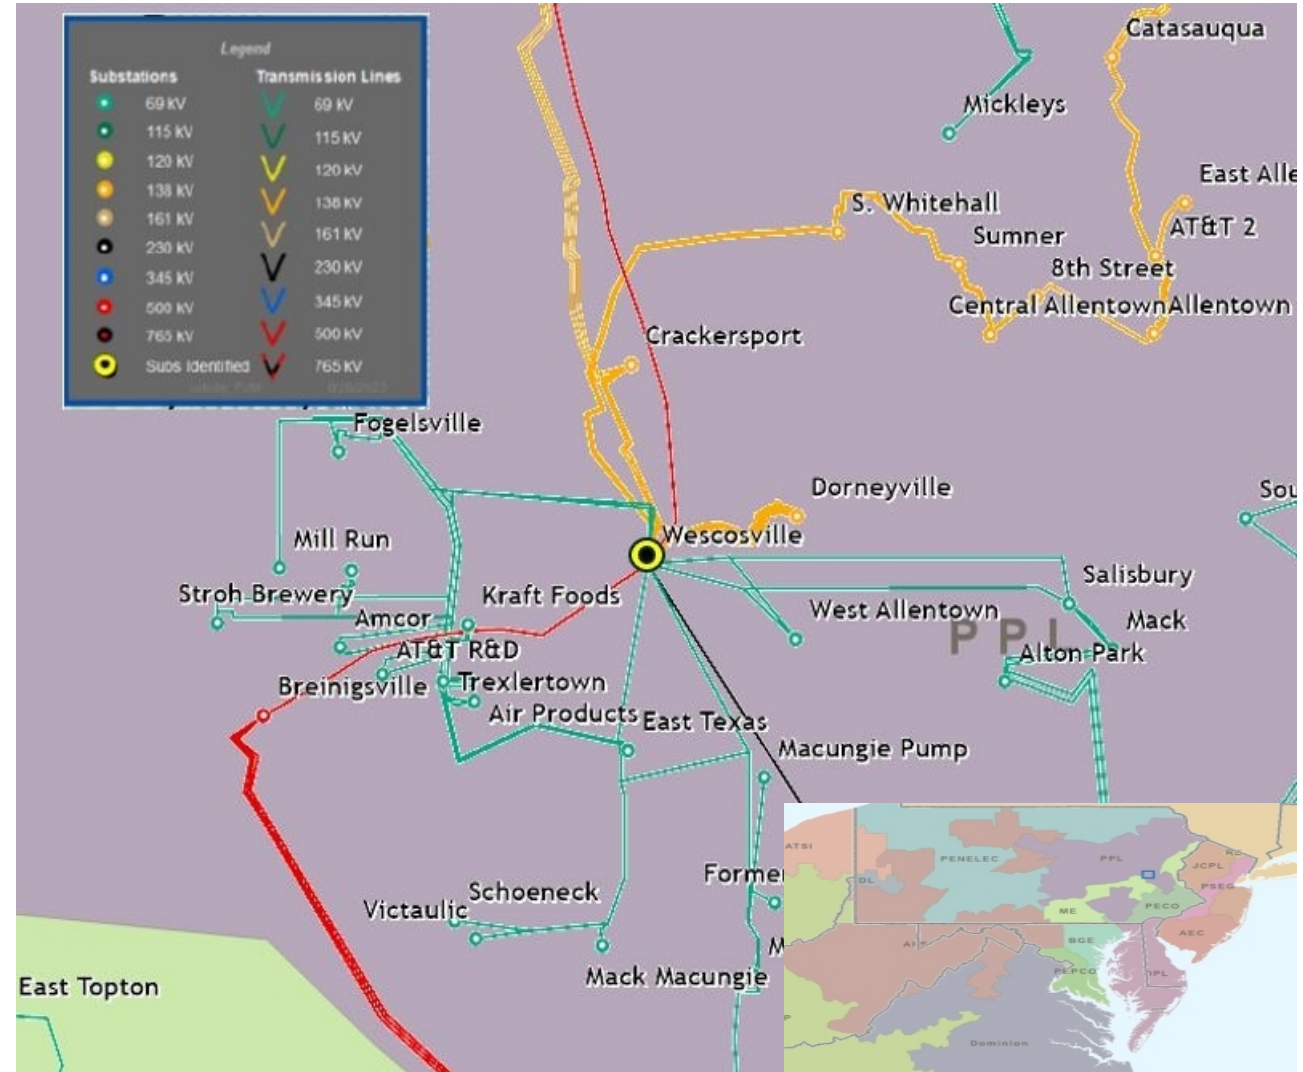 Legend
Substations
Transmission Lines
69 kV
69 kV
115 kV
115 kV
120 kV
120 kV
138 kV
138 kV
161 kV
161 kV
230 kV
230 kV
345 kV
345 kV
500 kV
500 kV
765 kV
765 kV
Subs Identified
Catasauqua
Mickleys
East Alle
S. Whitehall
AT&T 2
Sumner
8th Street
Central Allentown
Allentown
Crackersport
Fogelsville
Dorneyville
Sou
Wescosville
Mill Run
Salisbury
Stroh Brewery
Kraft Foods
West Allentown
Amcor
Mack
PPL
AT&T R&D
Alton Park
Breinigsville
Trexlertown
Air Products
East Texas
Macungie Pump
Forme
Schoeneck
Victaulic
M
Mack Macungie
East Topton
ATSI
PENELEC
PPL
JCPL
DL
PSEG
ME
PECO
AEC
BGE
PEPCO
DPL
Dominion